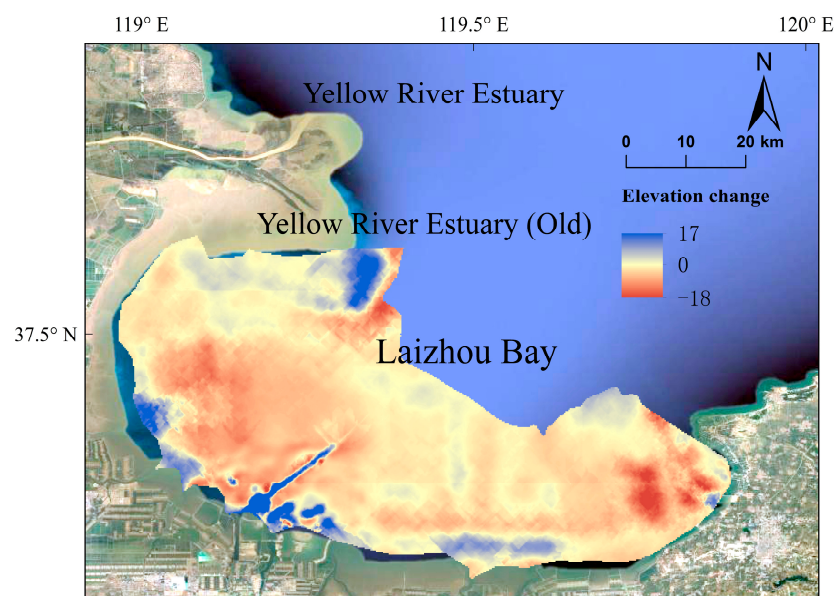 119° E
119.5° E
120° E
Yellow River Estuary
N
0
10
20 km
Elevation change
Yellow River Estuary (Old)
17
0
-18
37.5° N
Laizhou Bay